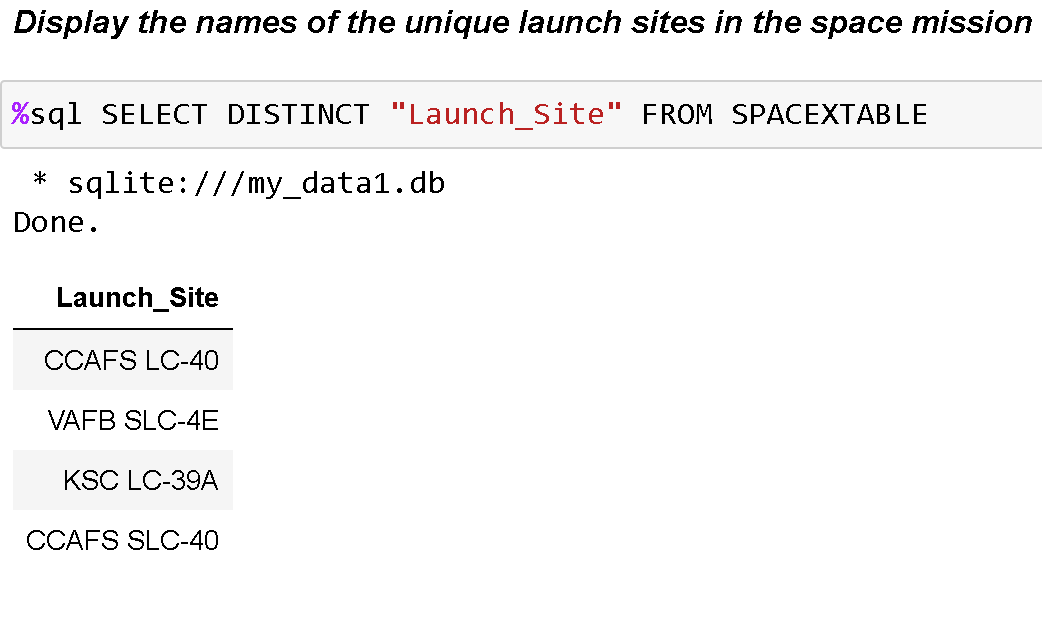 Display the names of the unique launch sites in the space mission
%sql SELECT DISTINCT "Launch_Site" FROM SPACEXTABLE
* sqlite:///my_data1.db
Done.
Launch_Site
CCAFS LC-40
VAFB SLC-4E
KSC LC-39A
CCAFS SLC-40